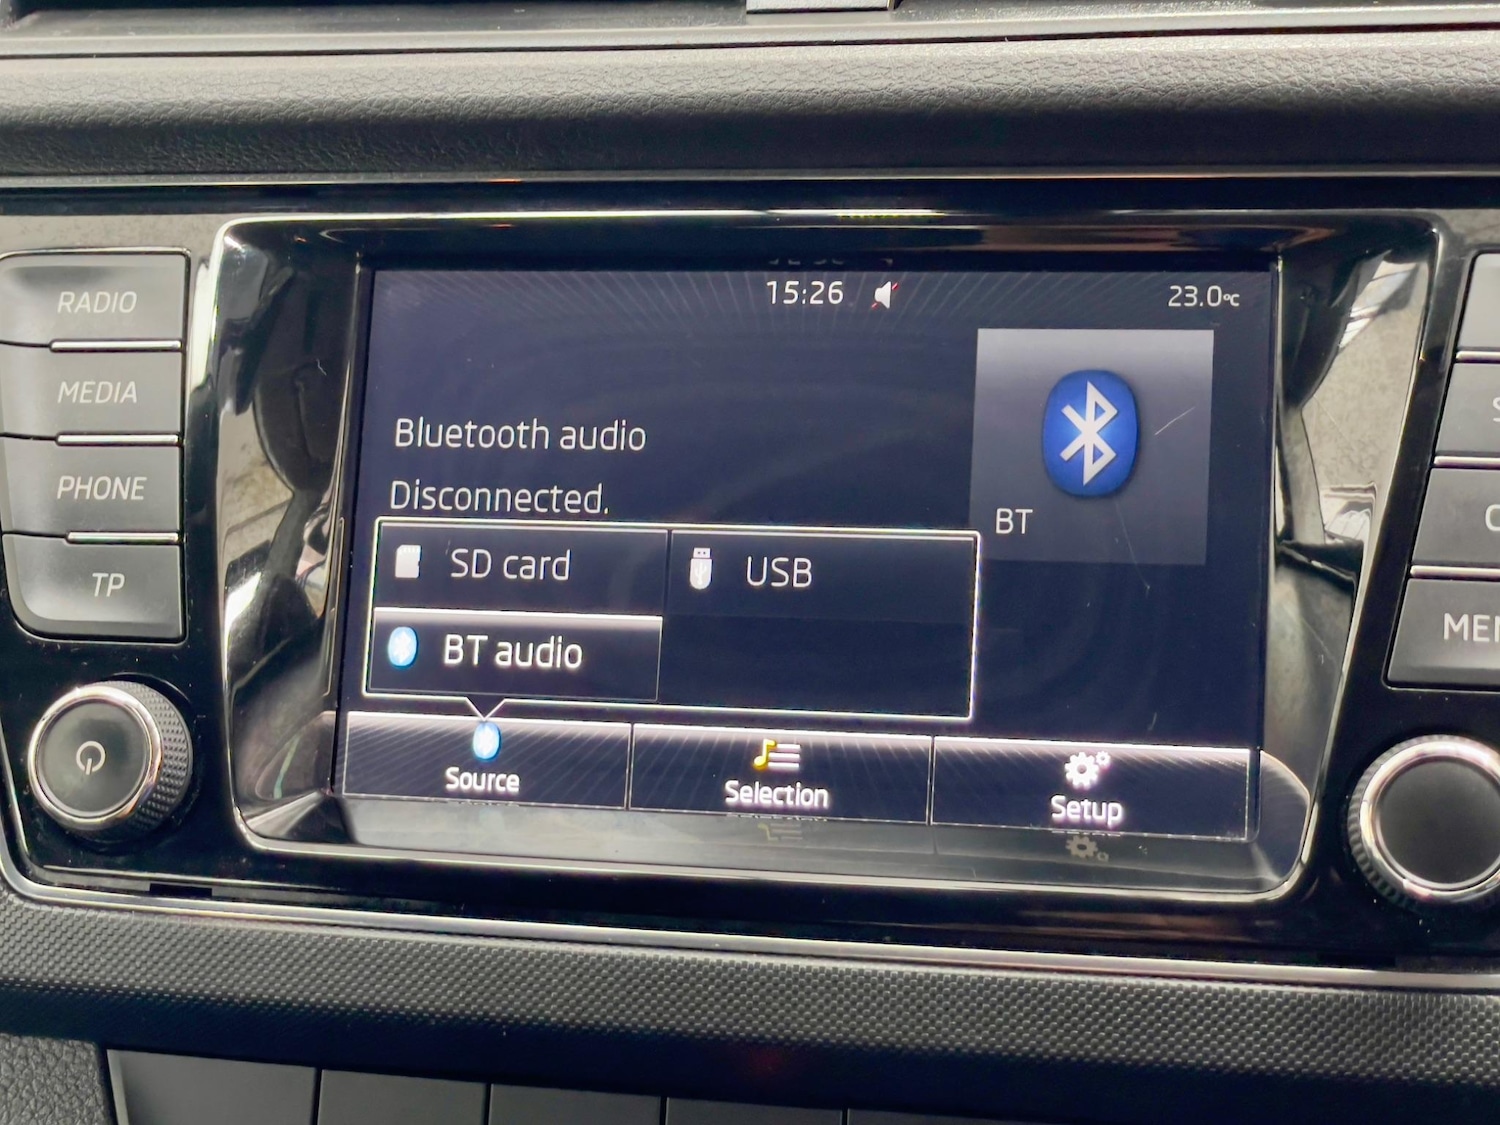 15:26
23.0°C
RADIO
MEDIA
PHONE
TP
Bluetooth audio
Disconnected.
BT
SD card
USB
BT audio
Source
Selection
Setup